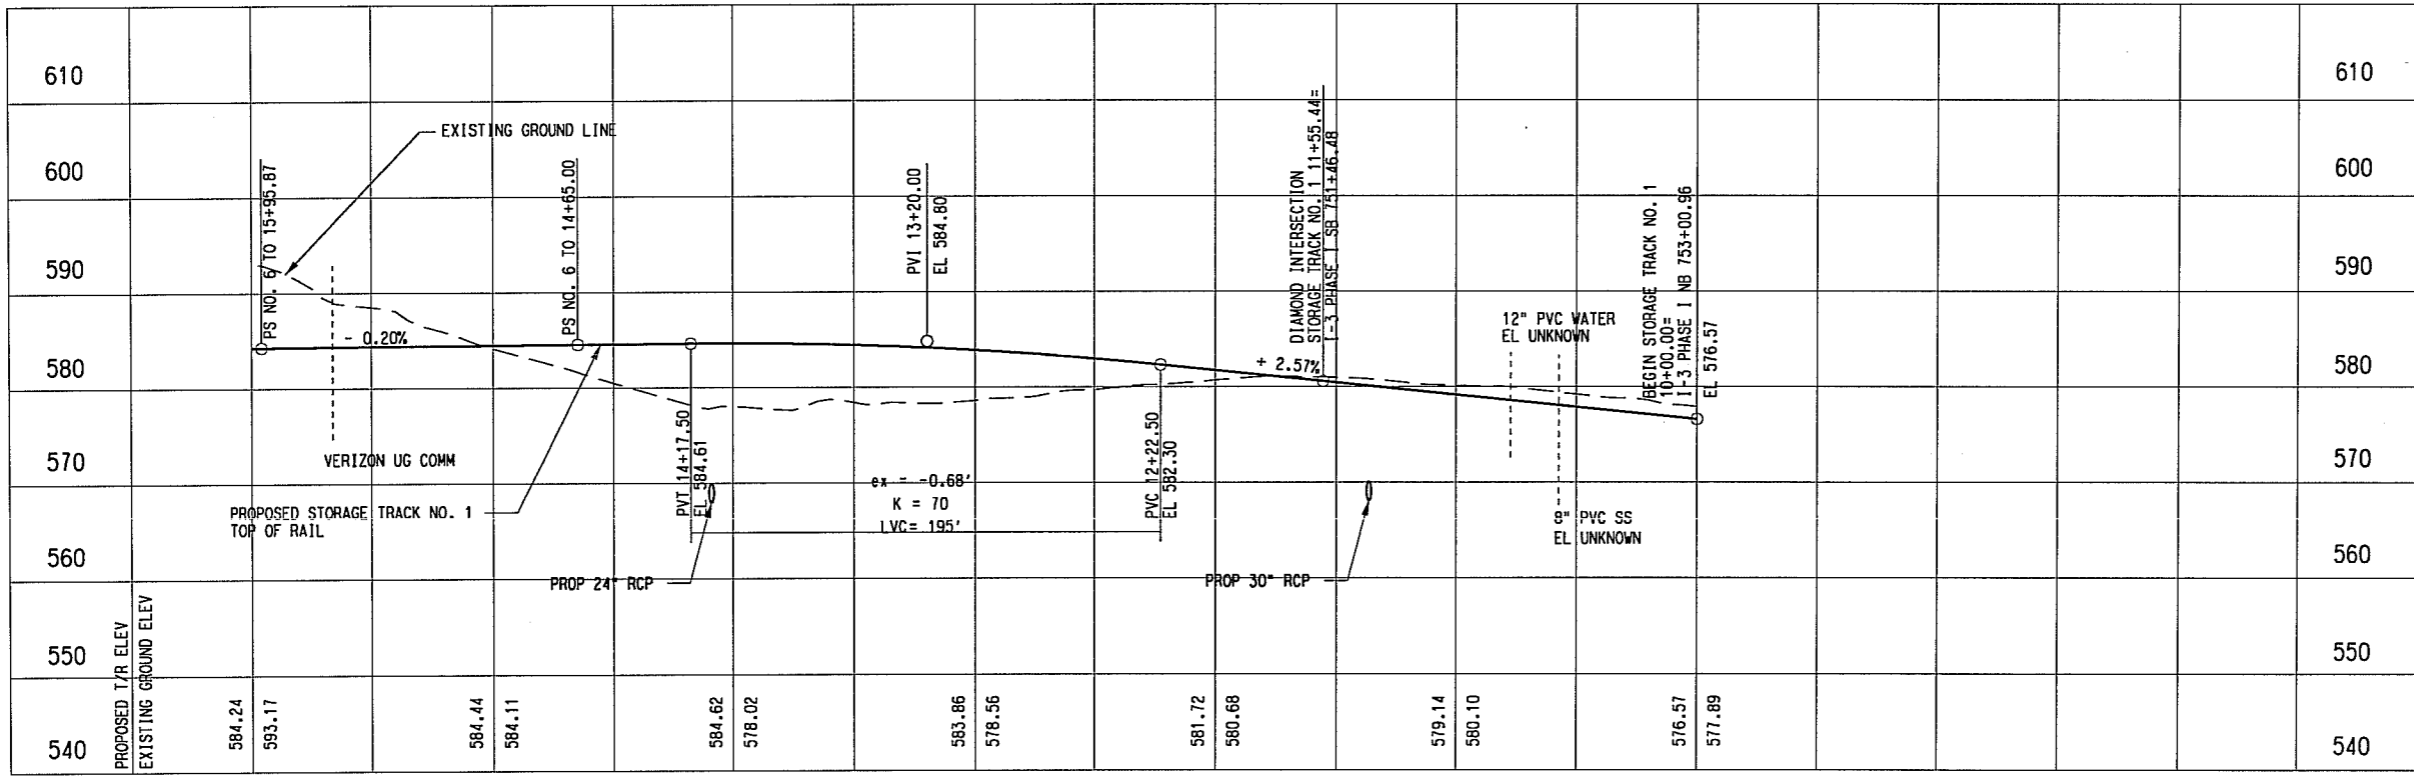 610
600
590
580
570
560
550
540
EXISTING GROUND LINE
PS NO. 6 TO 15+95.87
- 0.20%
VERIZON UG COMM
PROPOSED STORAGE TRACK NO. 1
TOP OF RAIL
PS NO. 6 TO 14+65.00
PVT 14+17.50
EL 584.61
PROP 24" RCP
PVI 13+20.00
EL 584.80
ex = -0.68'
K = 70
LVC= 195'
PVC 12+22.50
EL 582.30
+ 2.57%
DIAMOND INTERSECTION
STORAGE TRACK NO. 1 11+55.44=
I-3 PHASE I SB 751+46.48
PROP 30" RCP
12" PVC WATER
EL UNKNOWN
8" PVC SS
EL UNKNOWN
BEGIN STORAGE TRACK NO. 1
10+00.00=
I-3 PHASE I NB 753+00.96
EL 576.57
610
600
590
580
570
560
550
540
PROPOSED T/R ELEV
EXISTING GROUND ELEV
584.24
593.17
584.44
584.11
584.62
578.02
583.86
578.56
581.72
580.68
579.14
580.10
576.57
577.89